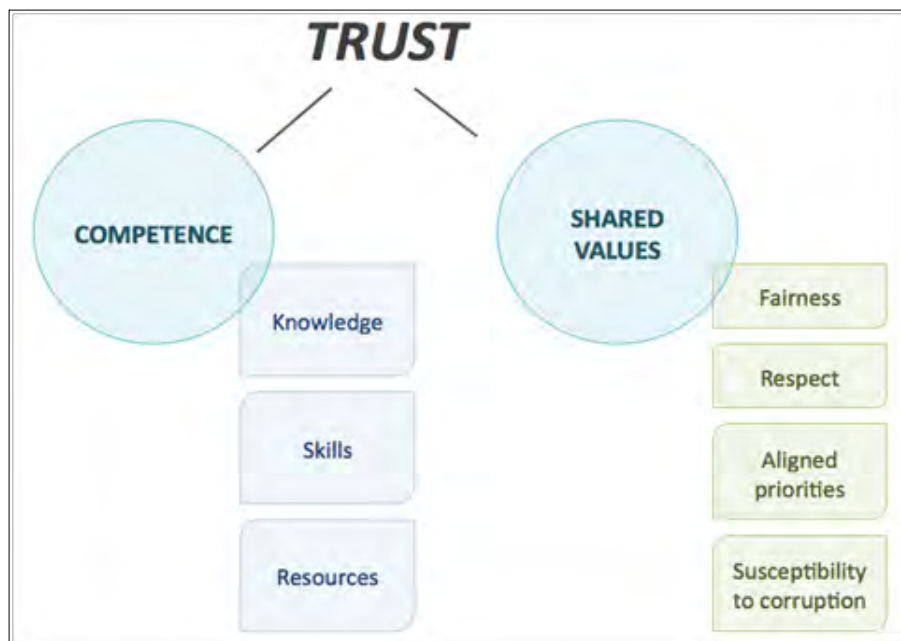 TRUST
COMPETENCE
Knowledge
Skills
Resources
SHARED
VALUES
Fairness
Respect
Aligned
priorities
Susceptibility
to corruption